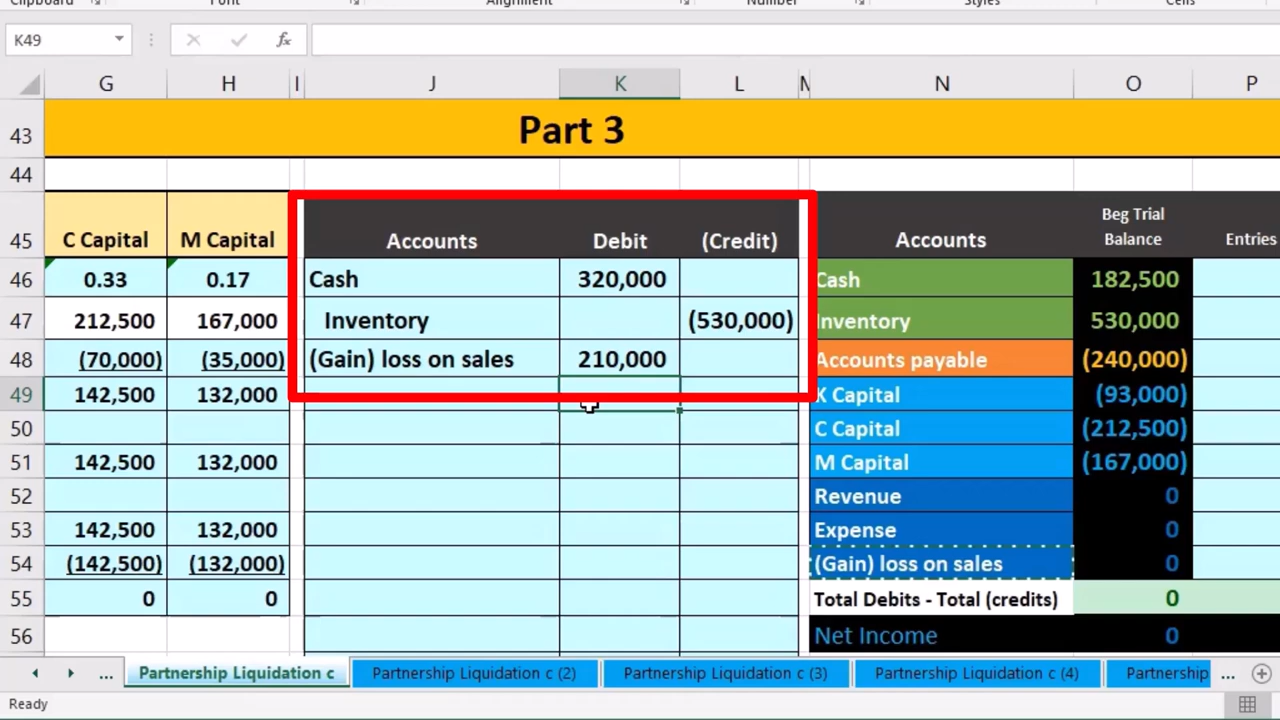 Clipboard Font Alignment Number Styles Cells
K49 fx
G H I J K L M N O P
43 Part 3
44
Beg Trial
45 C Capital M Capital Accounts Debit (Credit) Accounts Balance Entries
46 0.33 0.17 Cash 320,000 Cash 182,500
47 212,500 167,000 Inventory (530,000) Inventory 530,000
48 (70,000) (35,000) (Gain) loss on sales 210,000 Accounts payable (240,000)
49 142,500 132,000 K Capital (93,000)
50 C Capital (212,500)
51 142,500 132,000 M Capital (167,000)
52 Revenue 0
53 142,500 132,000 Expense 0
54 (142,500) (132,000) (Gain) loss on sales 0
55 0 0 Total Debits - Total (credits) 0
56 Net Income 0
... Partnership Liquidation c Partnership Liquidation c (2) Partnership Liquidation c (3) Partnership Liquidation c (4) Partnership ...
Ready